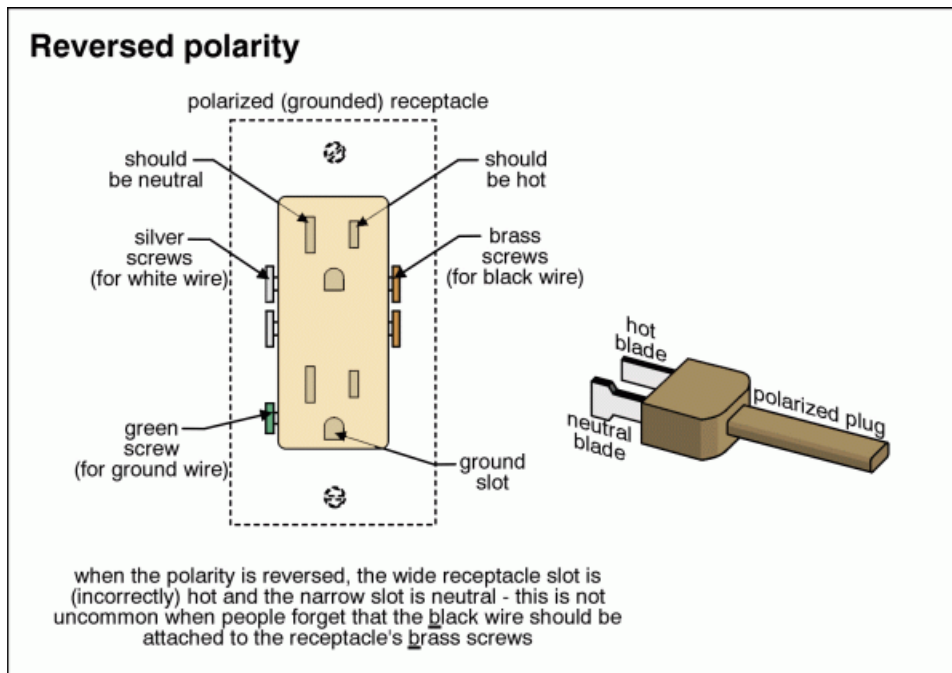 Reversed polarity
polarized (grounded) receptacle
should
be neutral
should
be hot
silver
screws
(for white wire)
brass
screws
(for black wire)
hot
blade
polarized plug
neutral
blade
green
screw
(for ground wire)
ground
slot
when the polarity is reversed, the wide receptacle slot is
(incorrectly) hot and the narrow slot is neutral - this is not
uncommon when people forget that the black wire should be
attached to the receptacle's brass screws